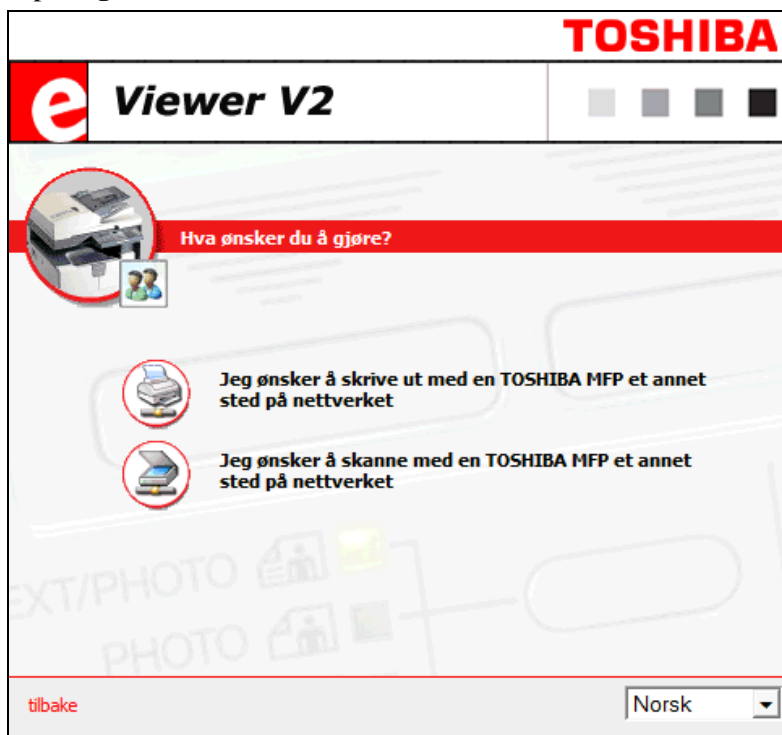 TOSHIBA
e Viewer V2
Hva ønsker du å gjøre?
Jeg ønsker å skrive ut med en TOSHIBA MFP et annet
sted på nettverket
Jeg ønsker å skanne med en TOSHIBA MFP et annet
sted på nettverket
EXT/PHOTO
PHOTO
tilbake
Norsk